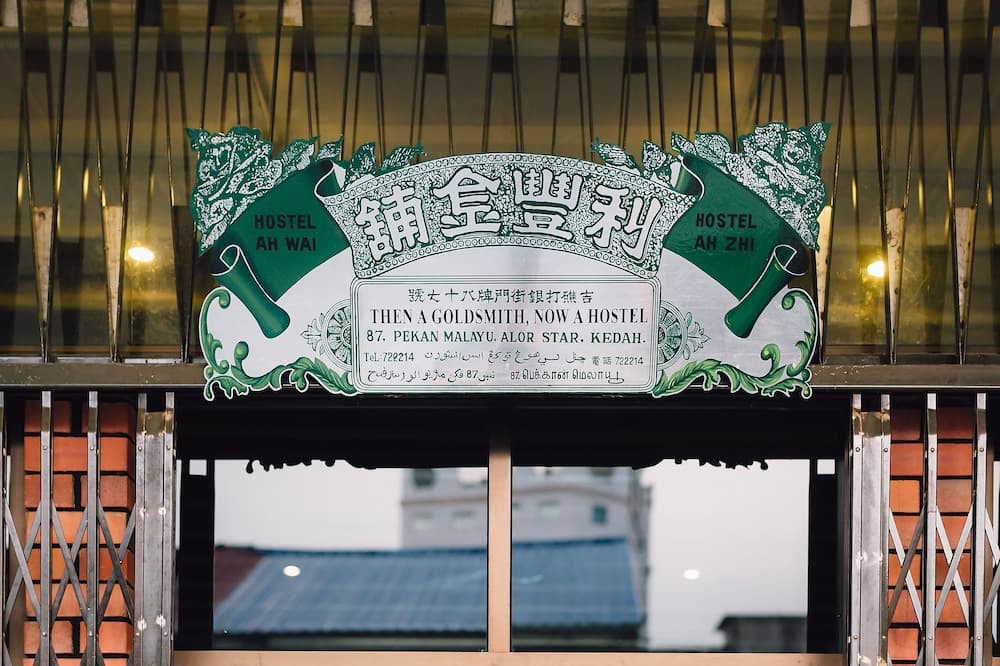 舖金豐利
HOSTEL
AH WAI
HOSTEL
AH ZHI
號七十八牌門街銀打礁吉
THEN A GOLDSMITH, NOW A HOSTEL
87, PEKAN MALAYU, ALOR STAR, KEDAH.
Tel: 722214
電話 722214
87, பெக்கான் மெலாயு